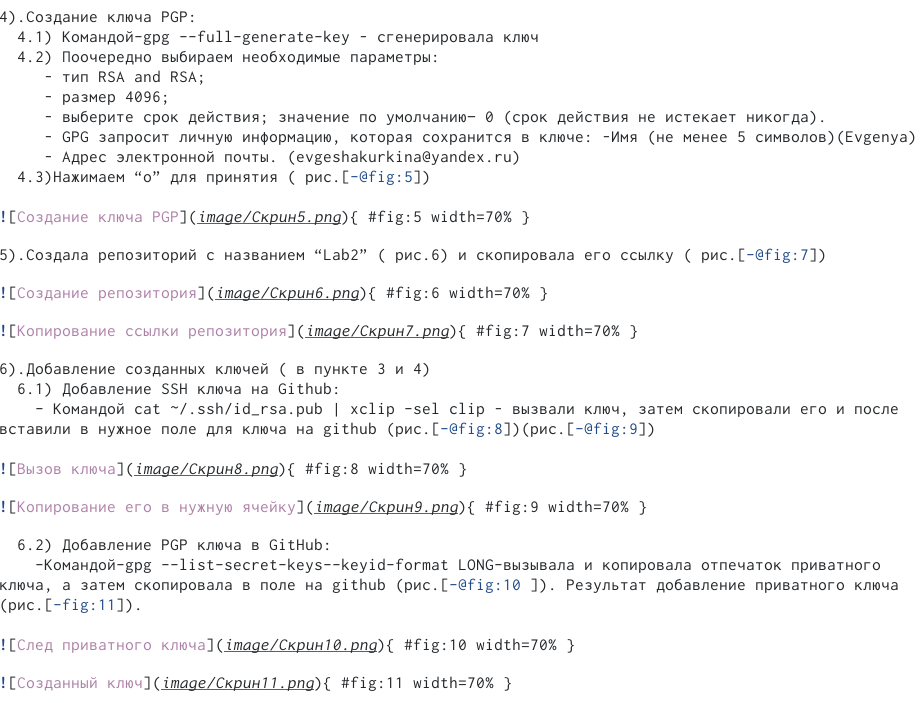 4).Создание ключа PGP:
4.1) Командой-gpg --full-generate-key - сгенерировала ключ
4.2) Поочередно выбираем необходимые параметры:
- тип RSA and RSA;
- размер 4096;
- выберите срок действия; значение по умолчанию— 0 (срок действия не истекает никогда).
- GPG запросит личную информацию, которая сохранится в ключе: -Имя (не менее 5 символов)(Evgenya)
- Адрес электронной почты. (evgeshakurkina@yandex.ru)
4.3)Нажимаем “о” для принятия ( рис.[-@fig:5])
![Создание ключа PGP](image/Скрин5.png){ #fig:5 width=70% }
5).Создала репозиторий с названием “Lab2” ( рис.6) и скопировала его ссылку ( рис.[-@fig:7])
![Создание репозитория](image/Скрин6.png){ #fig:6 width=70% }
![Копирование ссылки репозитория](image/Скрин7.png){ #fig:7 width=70% }
6).Добавление созданных ключей ( в пункте 3 и 4)
6.1) Добавление SSH ключа на Github:
- Командой cat ~/.ssh/id_rsa.pub | xclip -sel clip - вызвали ключ, затем скопировали его и после
вставили в нужное поле для ключа на github (рис.[-@fig:8])(рис.[-@fig:9])
![Вызов ключа](image/Скрин8.png){ #fig:8 width=70% }
![Копирование его в нужную ячейку](image/Скрин9.png){ #fig:9 width=70% }
6.2) Добавление PGP ключа в GitHub:
-Командой-gpg --list-secret-keys--keyid-format LONG-вызывала и копировала отпечаток приватного
ключа, а затем скопировала в поле на github (рис.[-@fig:10 ]). Результат добавление приватного ключа
(рис.[-fig:11]).
![След приватного ключа](image/Скрин10.png){ #fig:10 width=70% }
![Созданный ключ](image/Скрин11.png){ #fig:11 width=70% }